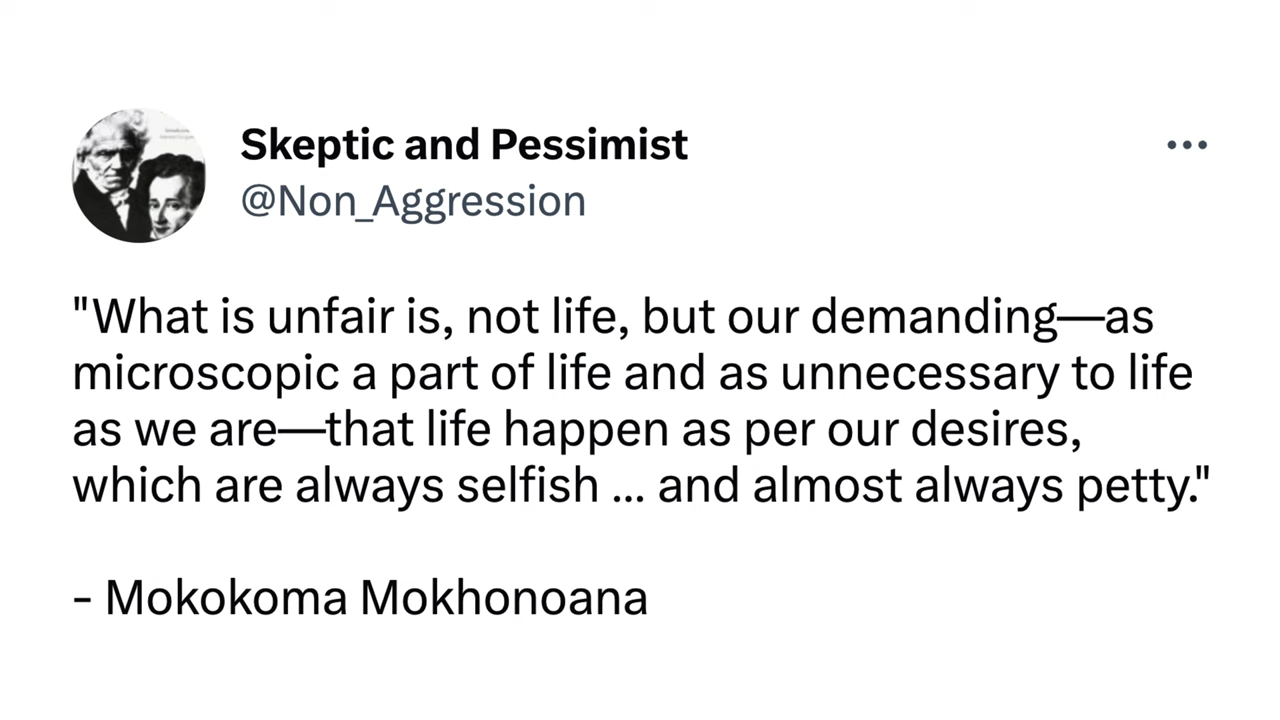 Skeptic and Pessimist
@Non_Aggression
"What is unfair is, not life, but our demanding—as
microscopic a part of life and as unnecessary to life
as we are—that life happen as per our desires,
which are always selfish ... and almost always petty."
- Mokokoma Mokhonoana